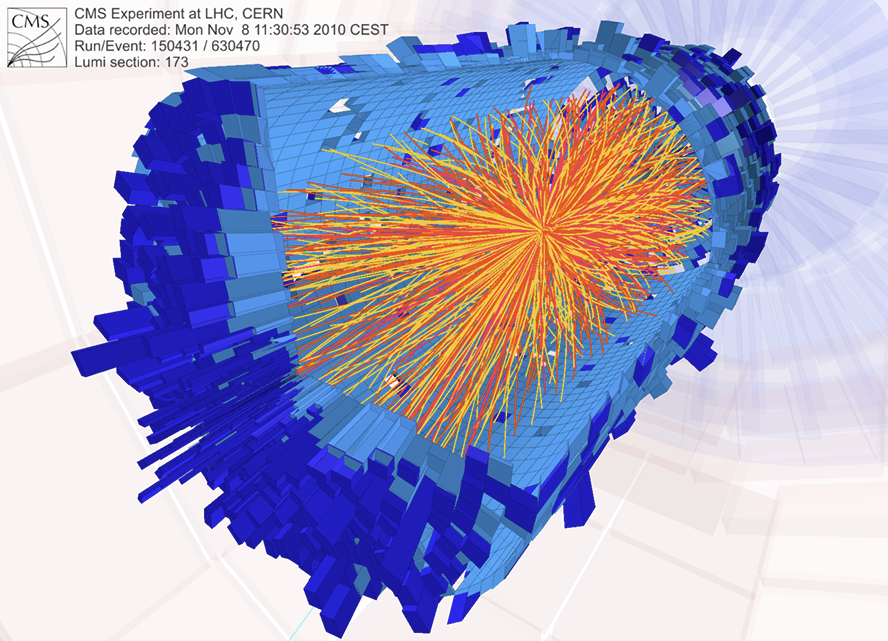 CMS
CMS Experiment at LHC, CERN
Data recorded: Mon Nov  8 11:30:53 2010 CEST
Run/Event: 150431 / 630470
Lumi section: 173